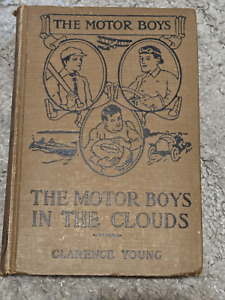 THE MOTOR BOYS
THE MOTOR BOYS
IN THE CLOUDS
CLARENCE YOUNG